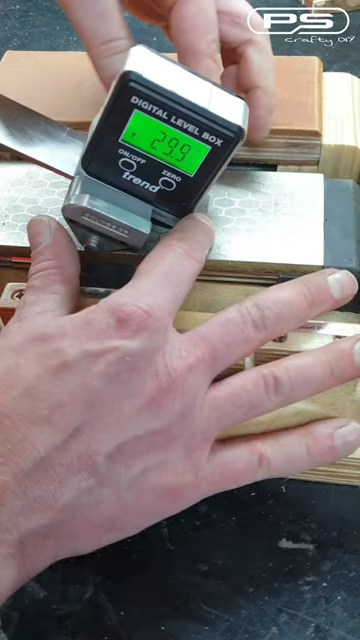 PS
crafty DIY
DIGITAL LEVEL BOX
29.9°
ON/OFF
ZERO
trend